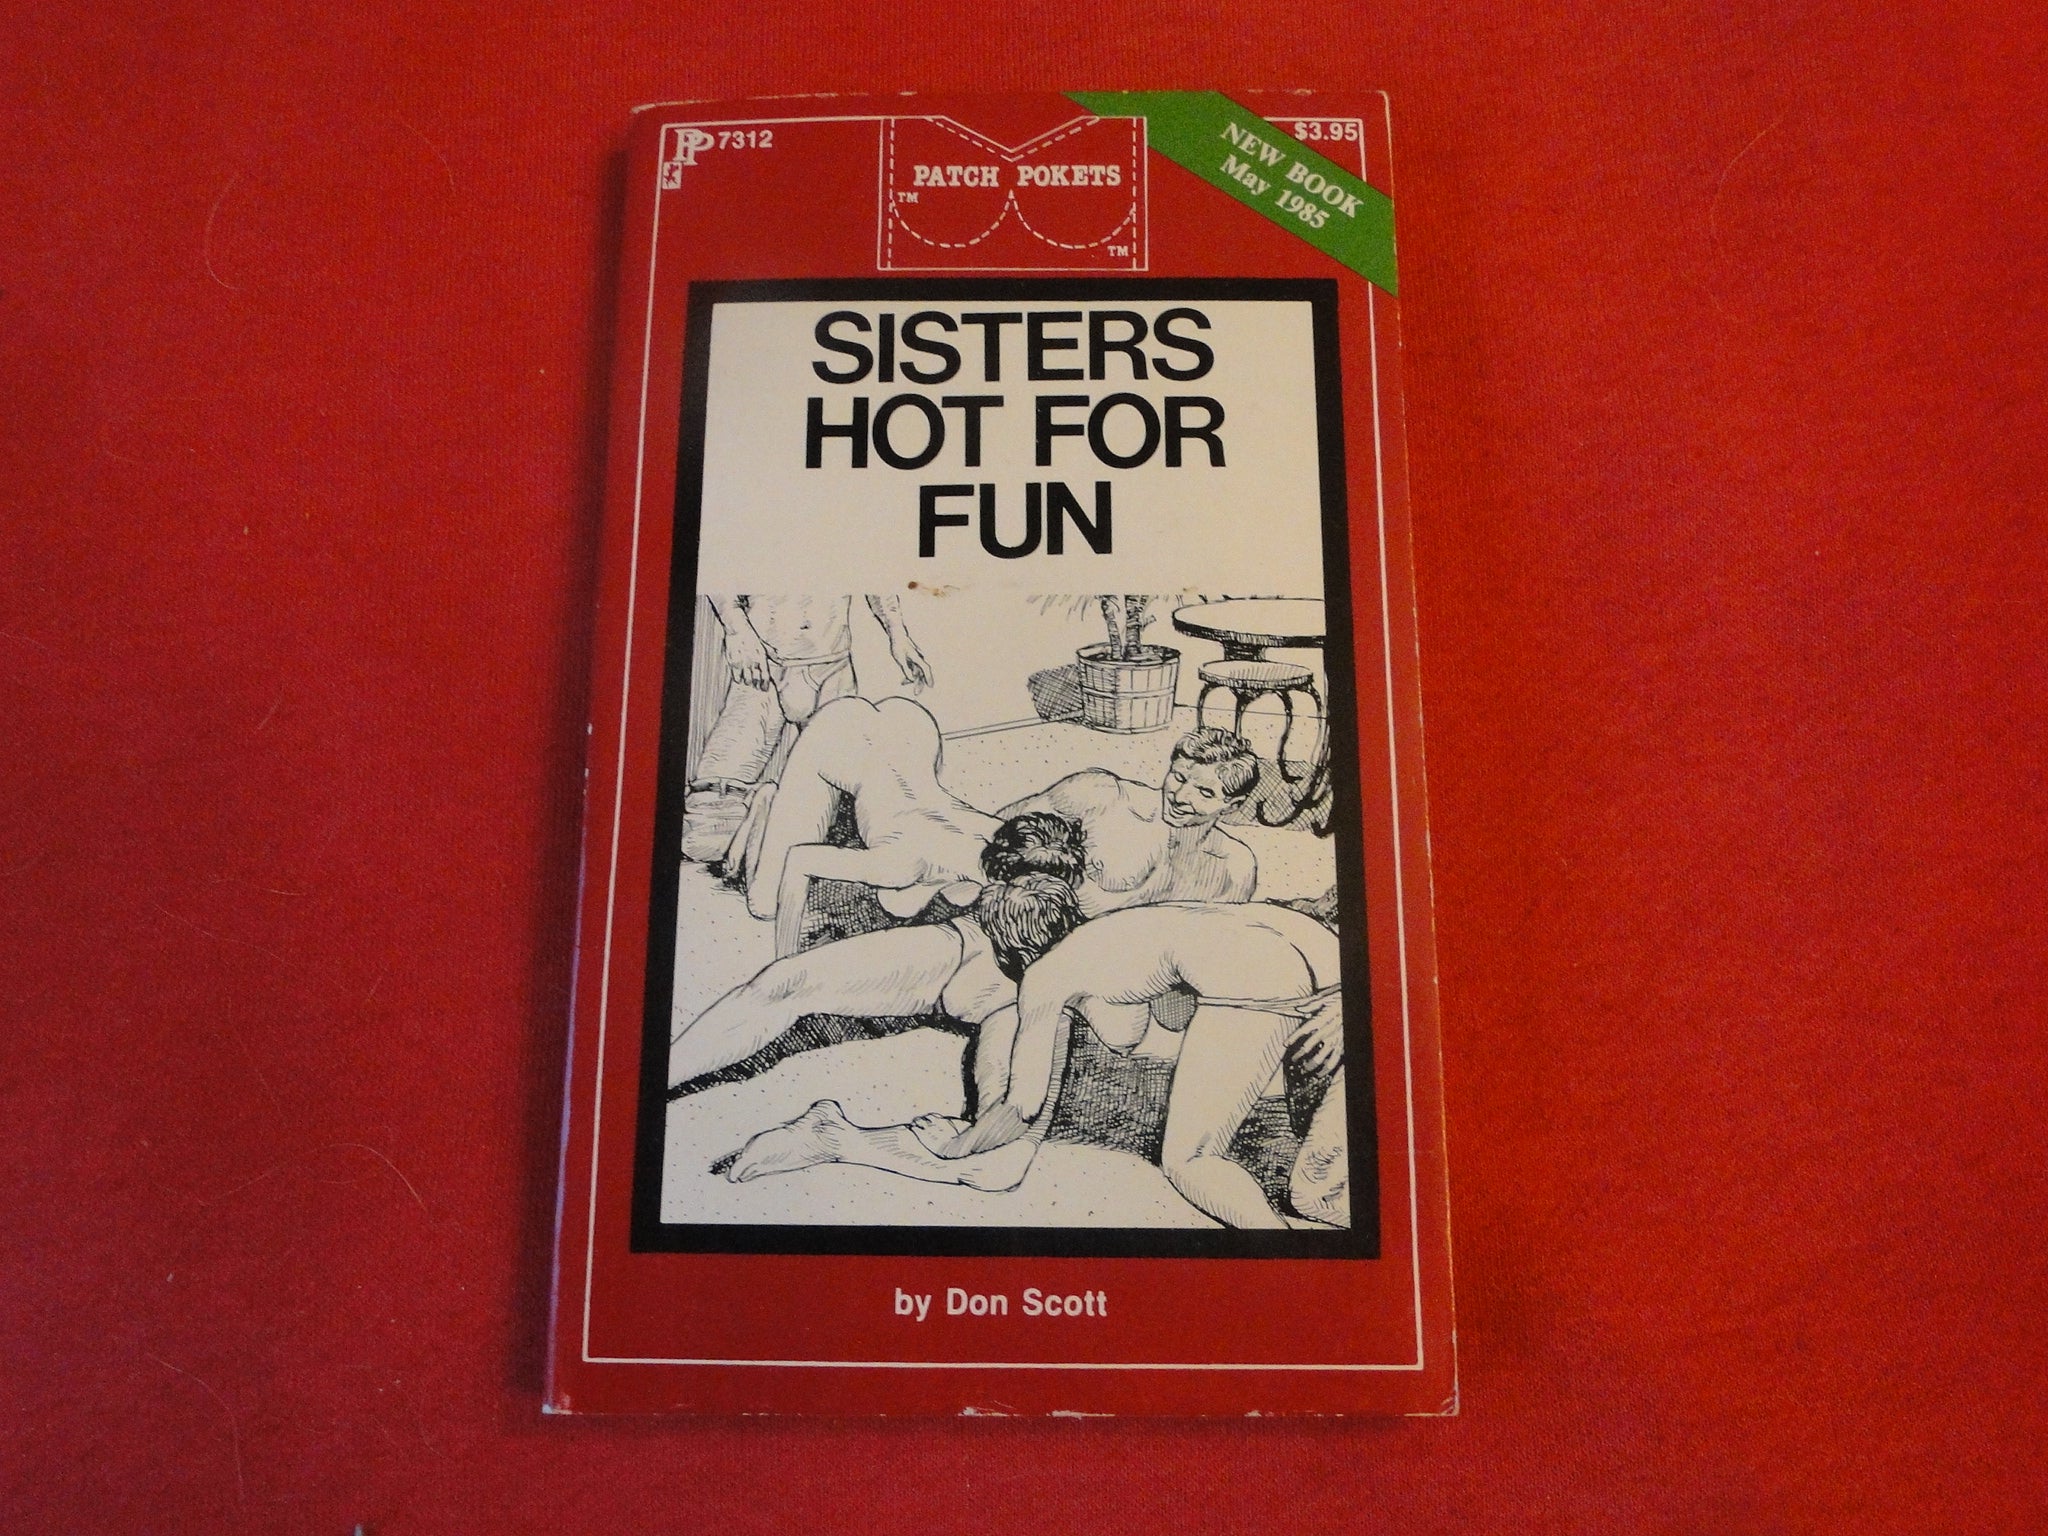 PP 7312
PATCH POKETS
TM
TM
NEW BOOK
May 1985
$3.95
SISTERS
HOT FOR
FUN
by Don Scott